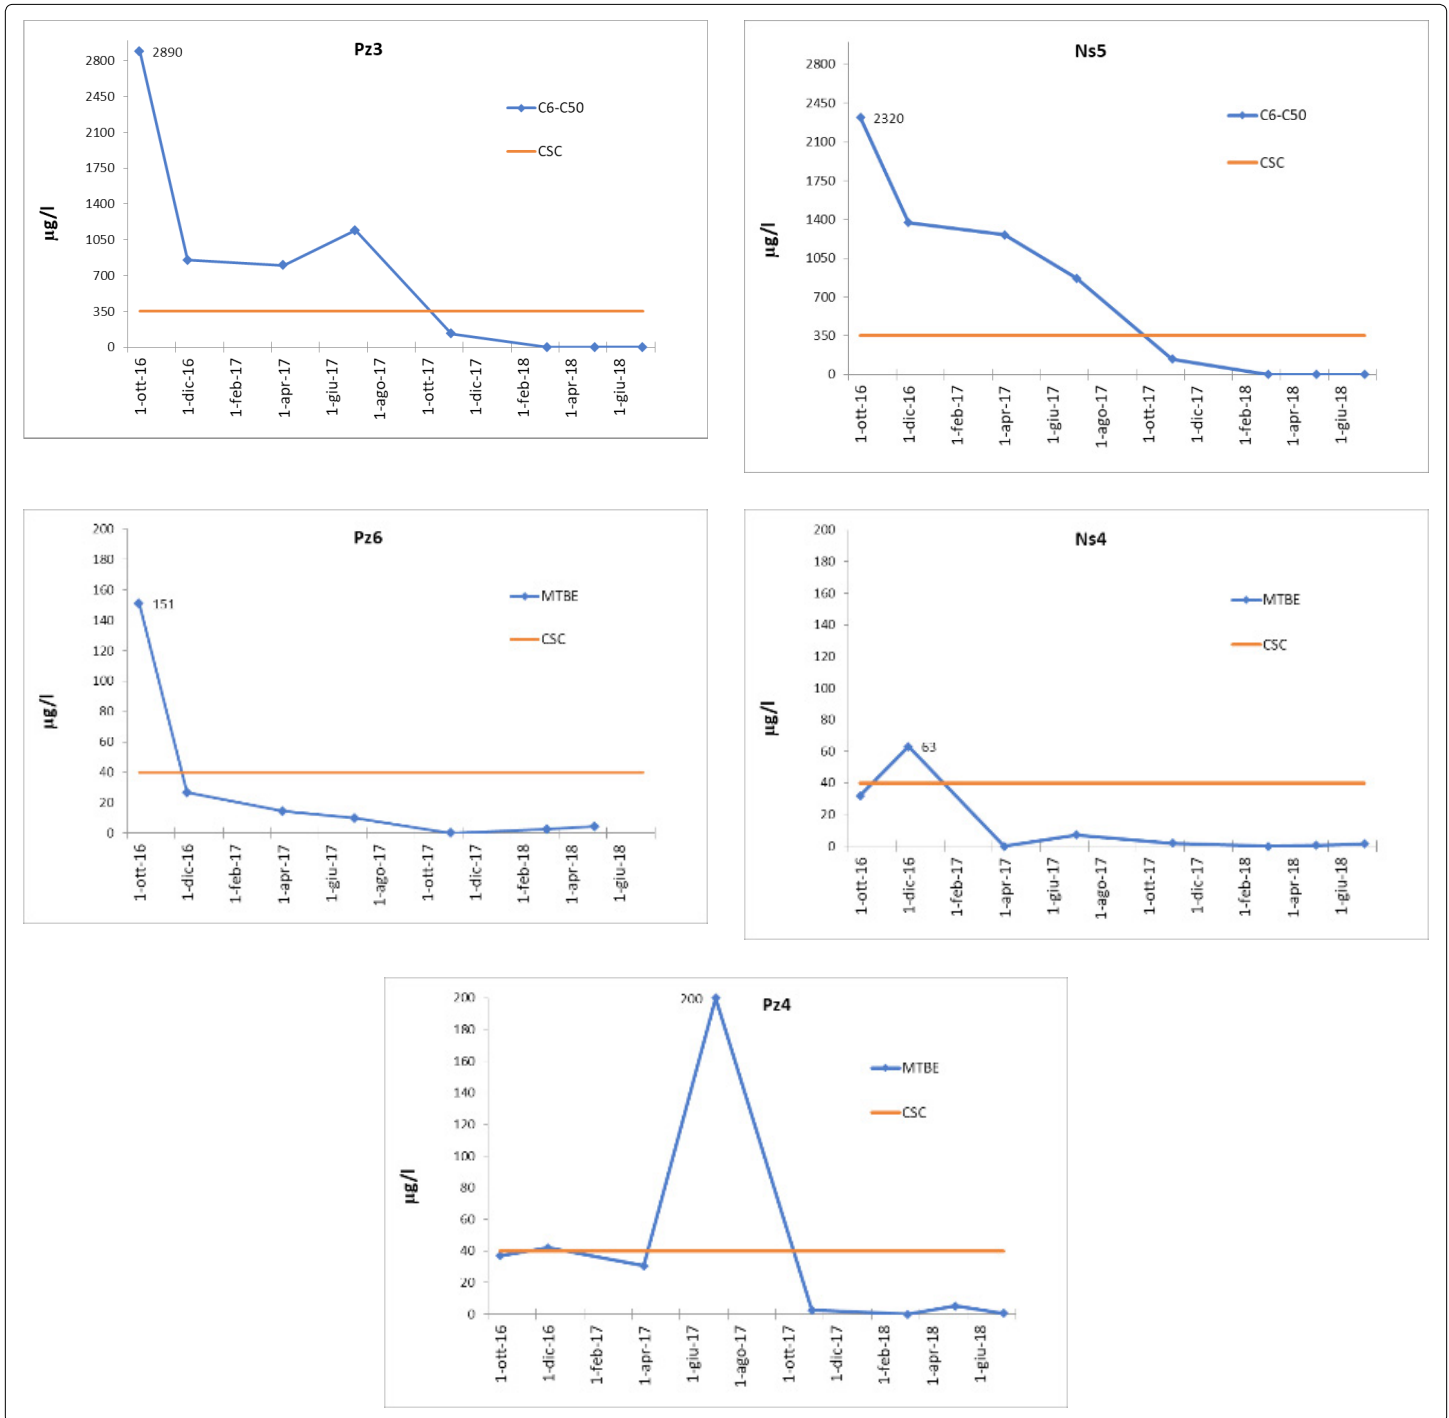 Pz3
2890
2800
2450
2100
1750
1400
1050
700
350
0
µg/l
C6-C50
CSC
1-ott-16
1-dic-16
1-feb-17
1-apr-17
1-giu-17
1-ago-17
1-ott-17
1-dic-17
1-feb-18
1-apr-18
1-giu-18
Ns5
2320
2800
2450
2100
1750
1400
1050
700
350
0
µg/l
C6-C50
CSC
1-ott-16
1-dic-16
1-feb-17
1-apr-17
1-giu-17
1-ago-17
1-ott-17
1-dic-17
1-feb-18
1-apr-18
1-giu-18
Pz6
151
200
180
160
140
120
100
80
60
40
20
0
µg/l
MTBE
CSC
1-ott-16
1-dic-16
1-feb-17
1-apr-17
1-giu-17
1-ago-17
1-ott-17
1-dic-17
1-feb-18
1-apr-18
1-giu-18
Ns4
63
200
180
160
140
120
100
80
60
40
20
0
µg/l
MTBE
CSC
1-ott-16
1-dic-16
1-feb-17
1-apr-17
1-giu-17
1-ago-17
1-ott-17
1-dic-17
1-feb-18
1-apr-18
1-giu-18
Pz4
200
200
180
160
140
120
100
80
60
40
20
0
µg/l
MTBE
CSC
1-ott-16
1-dic-16
1-feb-17
1-apr-17
1-giu-17
1-ago-17
1-ott-17
1-dic-17
1-feb-18
1-apr-18
1-giu-18